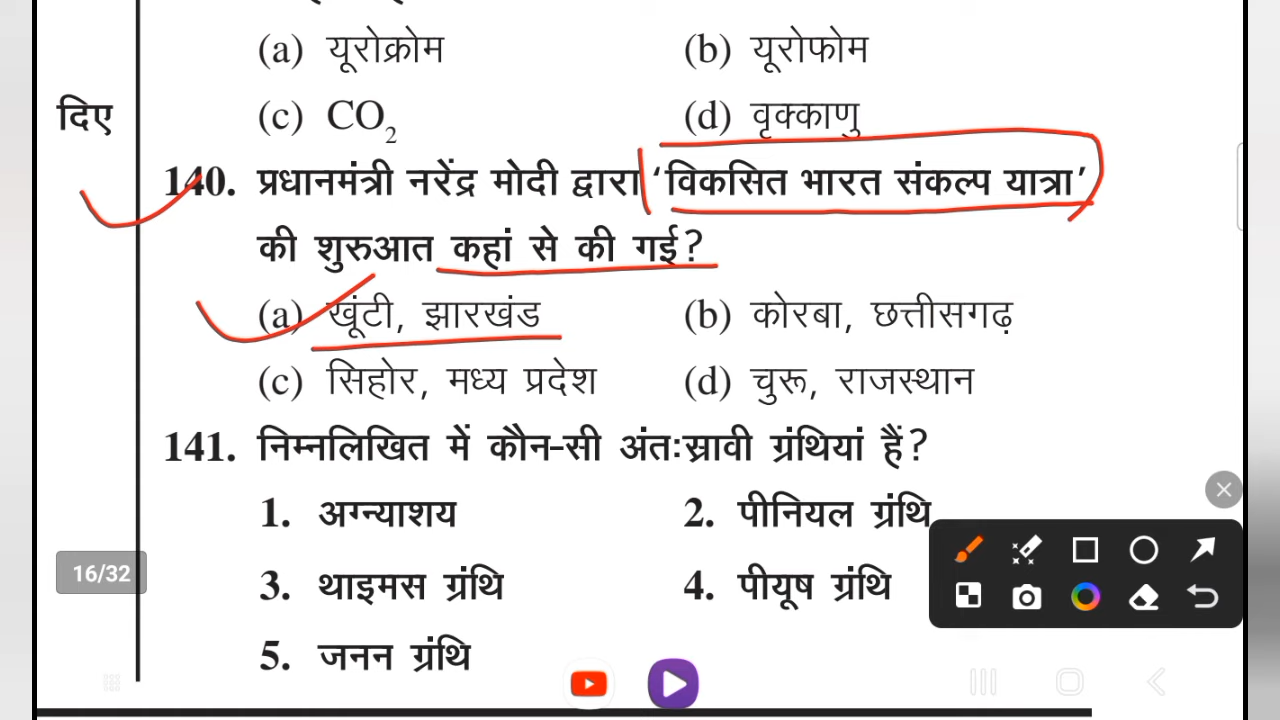 (a) यूरोक्रोम (b) यूरोफोम
दिए (c) CO₂ (d) वृक्काणु
140. प्रधानमंत्री नरेंद्र मोदी द्वारा ‘विकसित भारत संकल्प यात्रा’
की शुरुआत कहां से की गई?
(a) खूंटी, झारखंड (b) कोरबा, छत्तीसगढ़
(c) सिहोर, मध्य प्रदेश (d) चुरू, राजस्थान
141. निम्नलिखित में कौन-सी अंतःस्रावी ग्रंथियां हैं?
1. अग्न्याशय 2. पीनियल ग्रंथि
16/32
3. थाइमस ग्रंथि 4. पीयूष ग्रंथि
5. जनन ग्रंथि